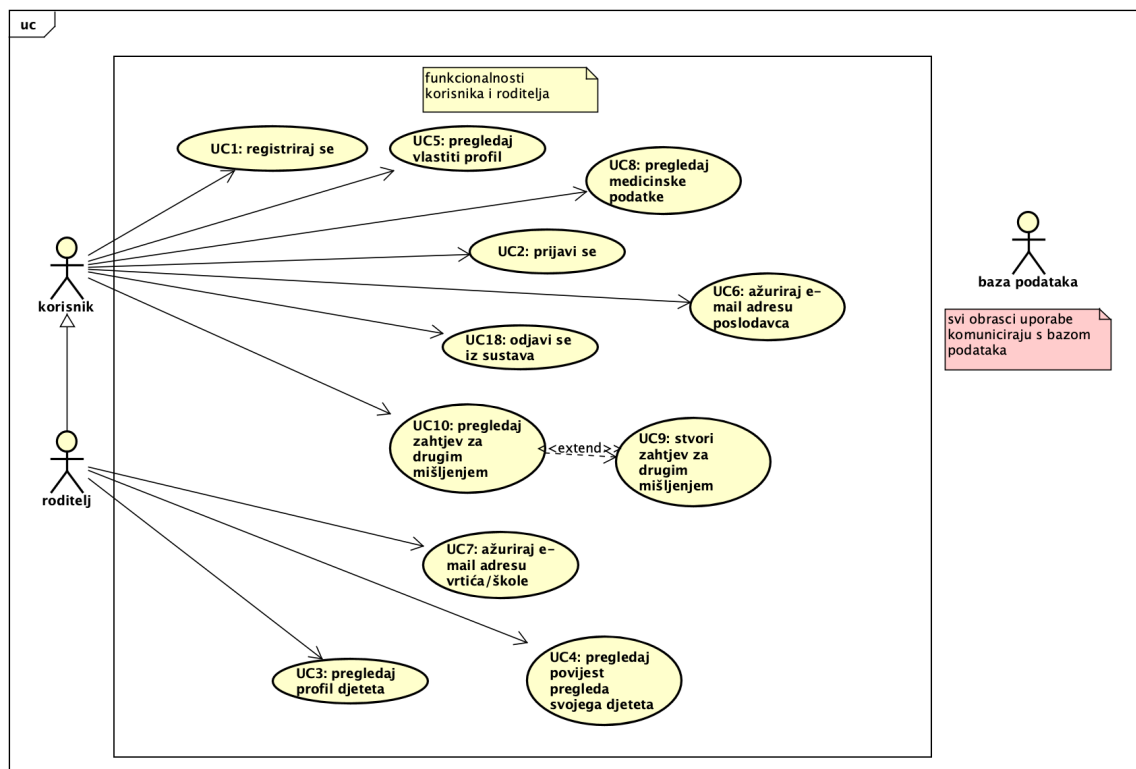 uc
funkcionalnosti
korisnika i roditelja
UC1: registriraj se
UC5: pregledaj
vlastiti profil
UC8: pregledaj
medicinske
podatke
UC2: prijavi se
korisnik
baza podataka
UC6: ažuriraj e-
mail adresu
poslodavca
svi obrasci uporabe
komuniciraju s bazom
podataka
UC18: odjavi se
iz sustava
UC10: pregledaj
zahtjev za
drugim
mišljenjem
<extend>
UC9: stvori
zahtjev za
drugim
mišljenjem
roditelj
UC7: ažuriraj e-
mail adresu
vrtića/škole
UC3: pregledaj
profil djeteta
UC4: pregledaj
povijest
pregleda
svojega djeteta